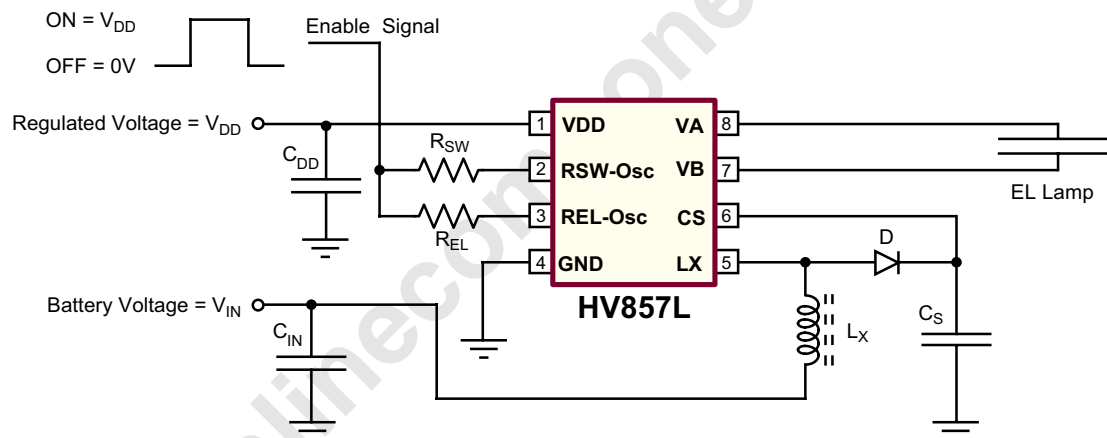 ON = VDD
OFF = 0V
Enable Signal
Regulated Voltage = VDD
CDD
RSW
REL
1 VDD
2 RSW-Osc
3 REL-Osc
4 GND
VA 8
VB 7
CS 6
LX 5
HV857L
EL Lamp
D
Battery Voltage = VIN
CIN
LX
CS